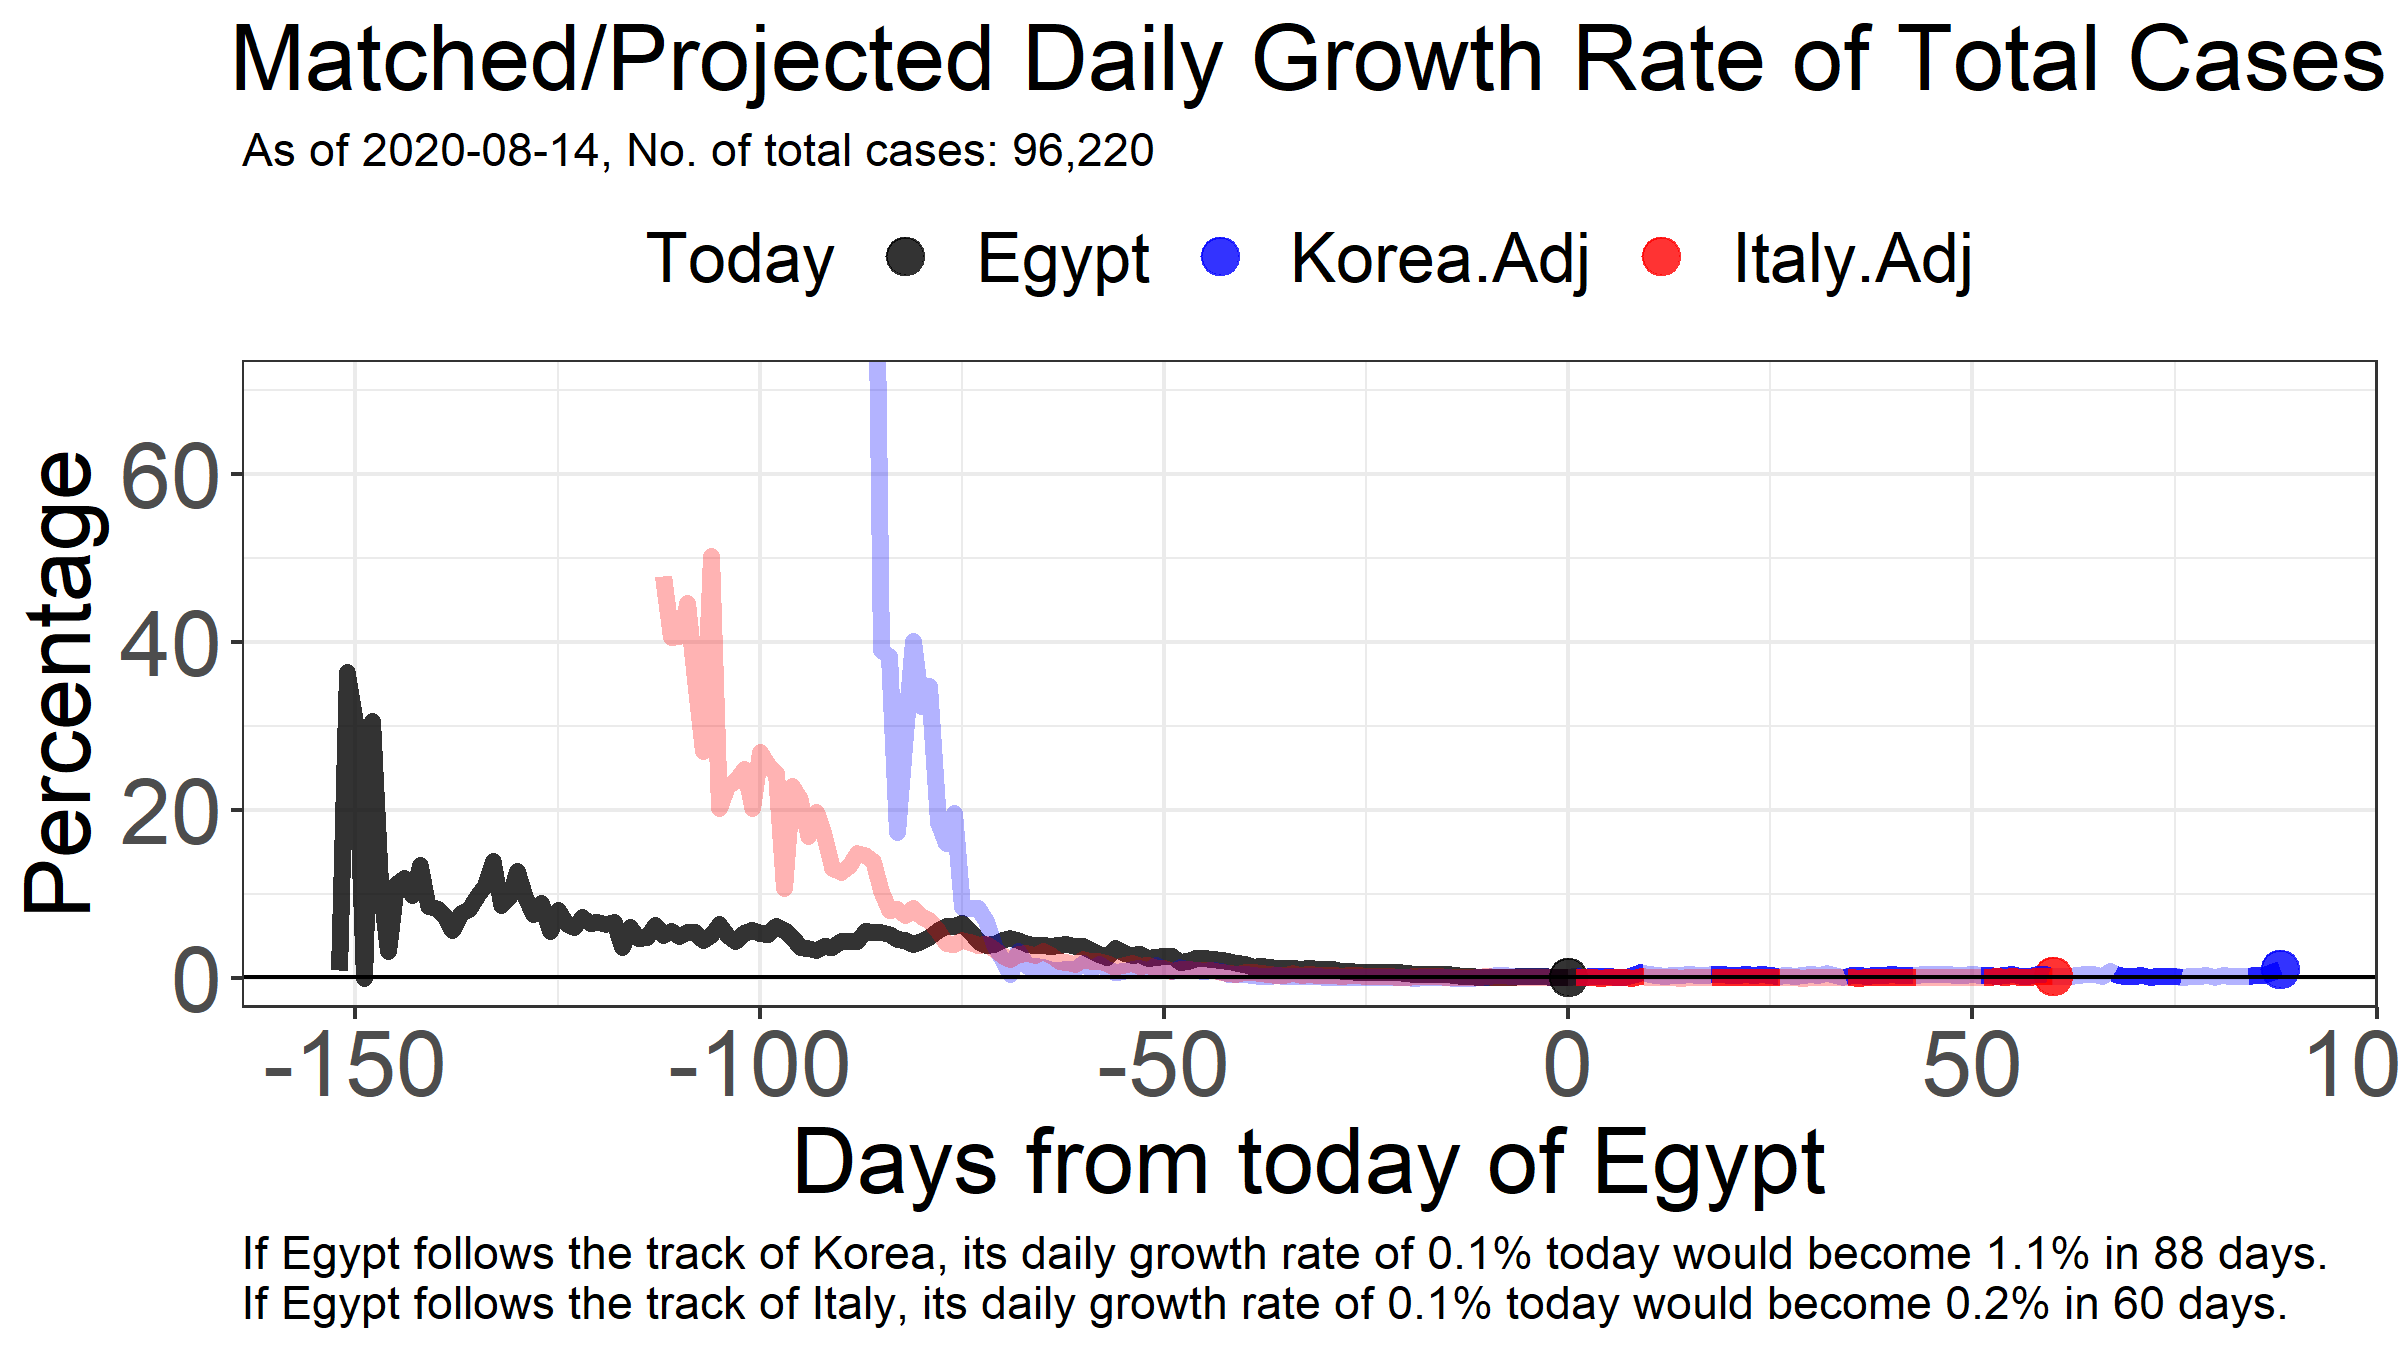 Matched/Projected Daily Growth Rate of Total Cases
As of 2020-08-14, No. of total cases: 96,220
Today Egypt Korea.Adj Italy.Adj
Percentage
60
40
20
0
-150 -100 -50 0 50 10
Days from today of Egypt
If Egypt follows the track of Korea, its daily growth rate of 0.1% today would become 1.1% in 88 days.
If Egypt follows the track of Italy, its daily growth rate of 0.1% today would become 0.2% in 60 days.